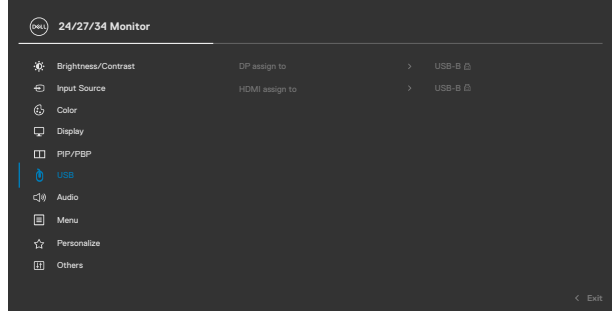 DELL 24/27/34 Monitor
Brightness/Contrast DP assign to > USB-B
Input Source HDMI assign to > USB-B
Color
Display
PIP/PBP
USB
Audio
Menu
Personalize
Others
< Exit